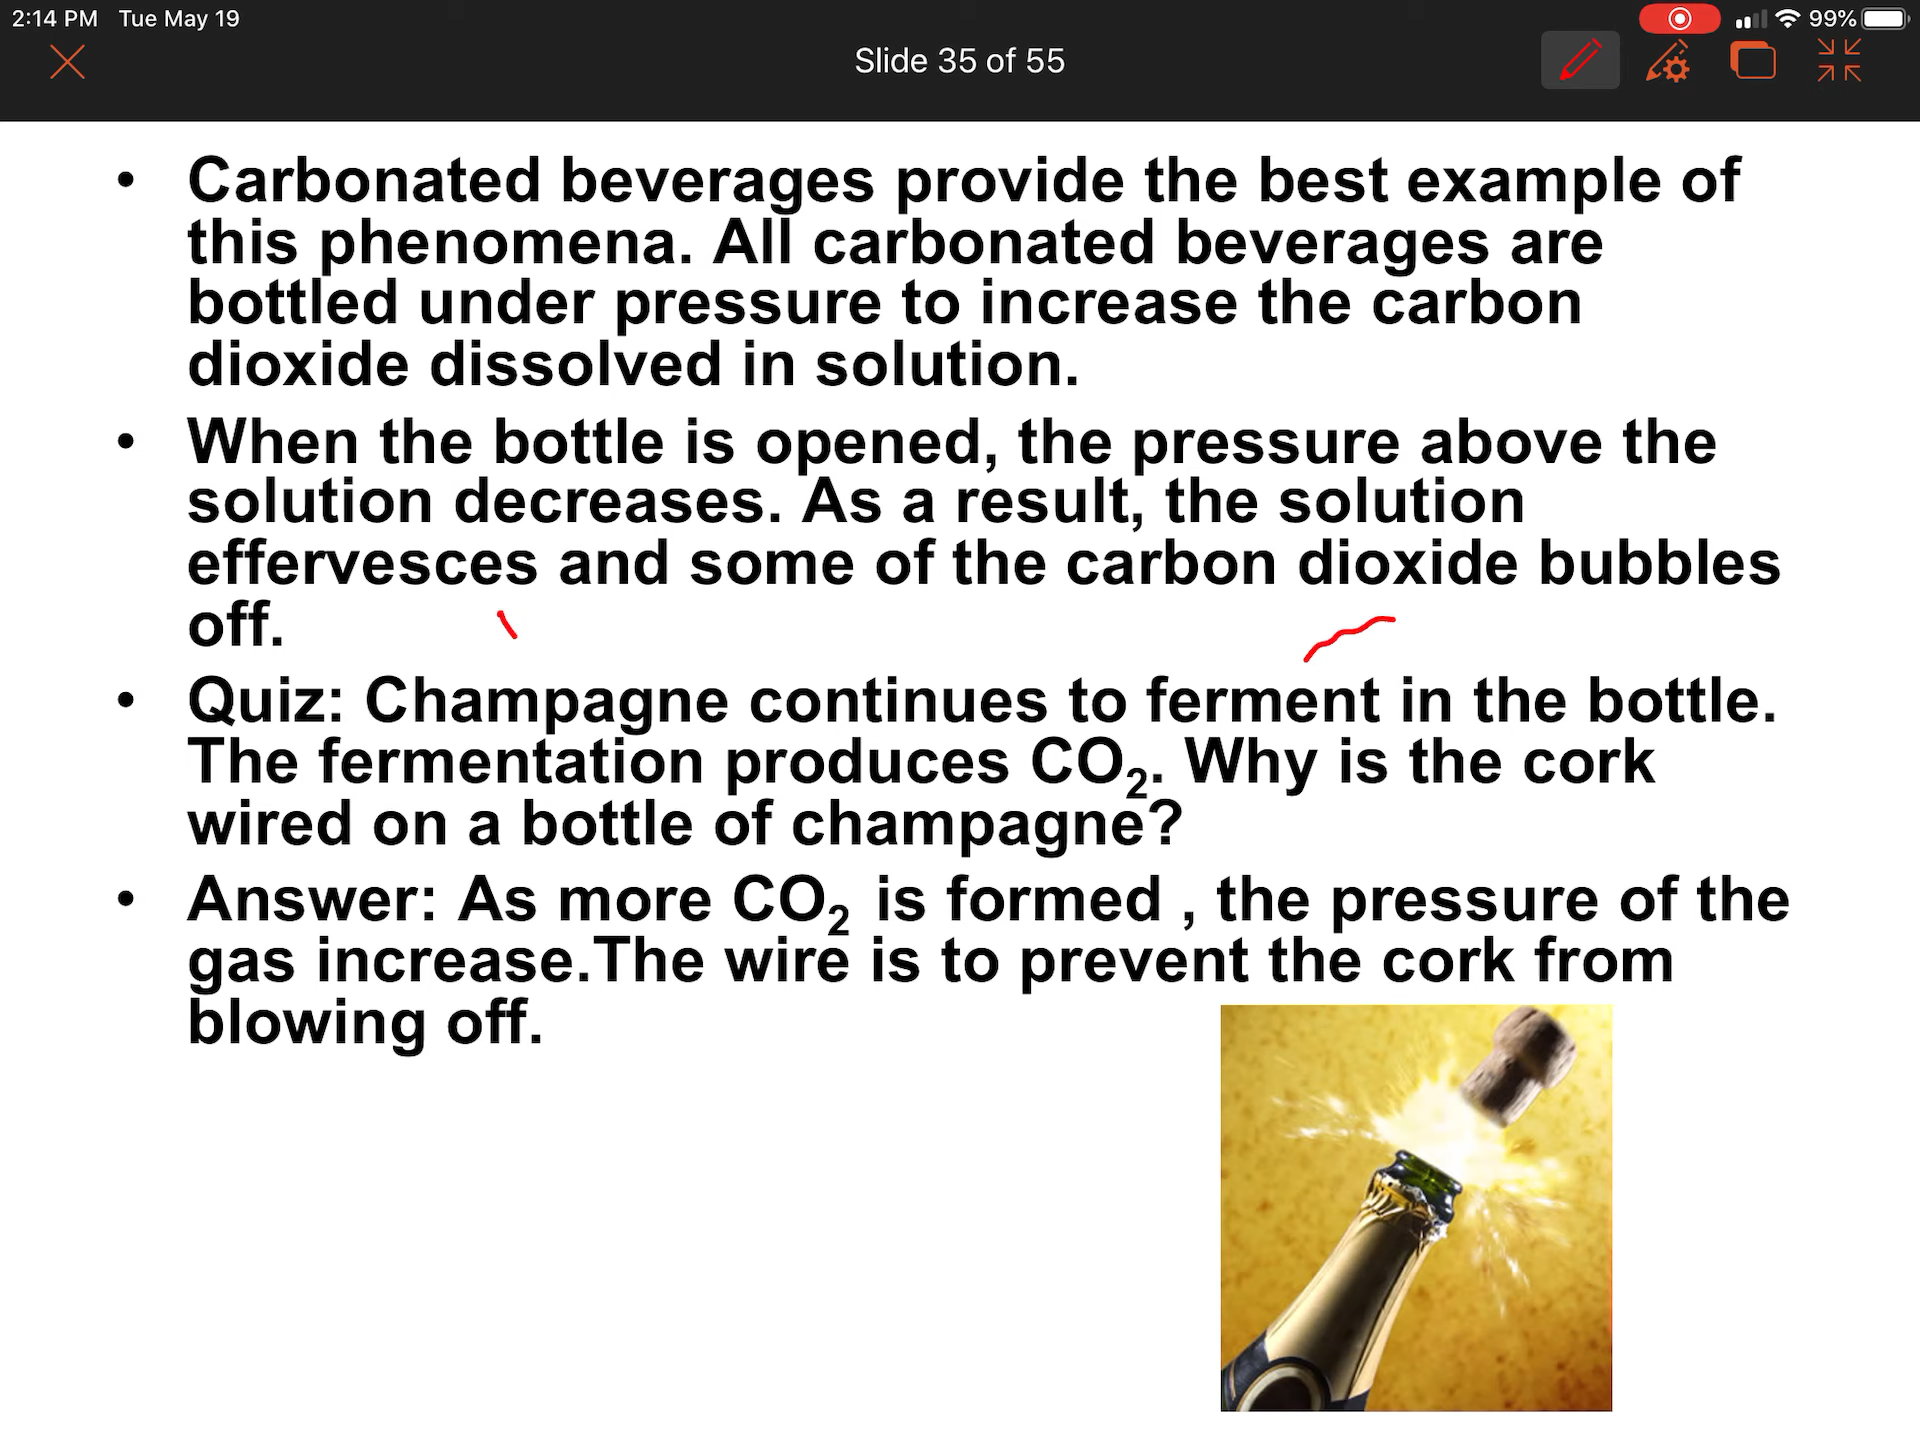 2:14 PM Tue May 19
99%
Slide 35 of 55
• Carbonated beverages provide the best example of
this phenomena. All carbonated beverages are
bottled under pressure to increase the carbon
dioxide dissolved in solution.
• When the bottle is opened, the pressure above the
solution decreases. As a result, the solution
effervesces and some of the carbon dioxide bubbles
off.
• Quiz: Champagne continues to ferment in the bottle.
The fermentation produces CO₂. Why is the cork
wired on a bottle of champagne?
• Answer: As more CO₂ is formed , the pressure of the
gas increase.The wire is to prevent the cork from
blowing off.